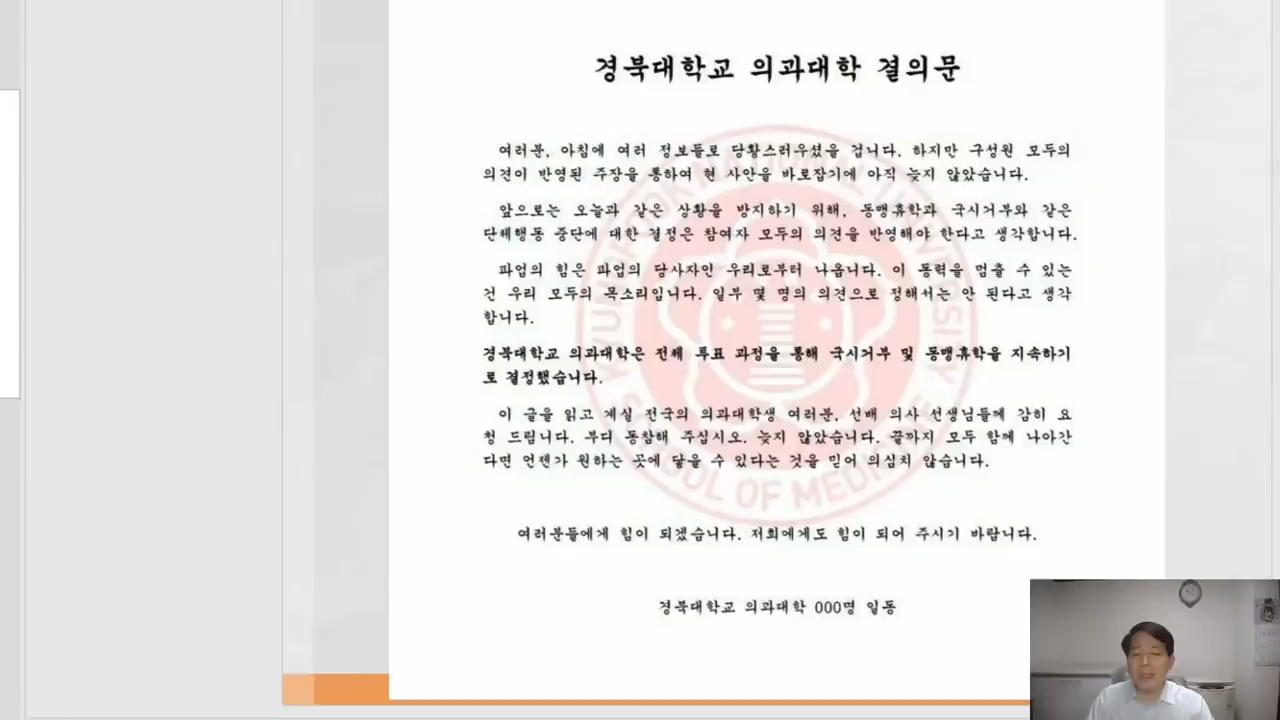 경북대학교 의과대학 결의문
여러분, 아침에 여러 정보들로 당황스러우셨을 겁니다. 하지만 구성원 모두의
의견이 반영된 주장을 통하여 현 사안을 바로잡기에 아직 늦지 않았습니다.
앞으로는 오늘과 같은 상황을 방지하기 위해, 동맹휴학과 국시거부와 같은
단체행동 중단에 대한 결정은 참여자 모두의 의견을 반영해야 한다고 생각합니다.
파업의 힘은 파업의 당사자인 우리로부터 나옵니다. 이 동력을 멈출 수 있는
건 우리 모두의 목소리입니다. 일부 몇 명의 의견으로 정해서는 안 된다고 생각
합니다.
경북대학교 의과대학은 전체 투표 과정을 통해 국시거부 및 동맹휴학을 지속하기
로 결정했습니다.
이 글을 읽고 계실 전국의 의과대학생 여러분, 선배 의사 선생님들께 감히 요
청 드립니다. 부디 동참해 주십시오. 늦지 않았습니다. 끝까지 모두 함께 나아간
다면 언젠가 원하는 곳에 닿을 수 있다는 것을 믿어 의심치 않습니다.
여러분들에게 힘이 되겠습니다. 저희에게도 힘이 되어 주시기 바랍니다.
경북대학교 의과대학 000명 일동
KYUNGPOOK NATIONAL UNIVERSITY
SCHOOL OF MEDICINE